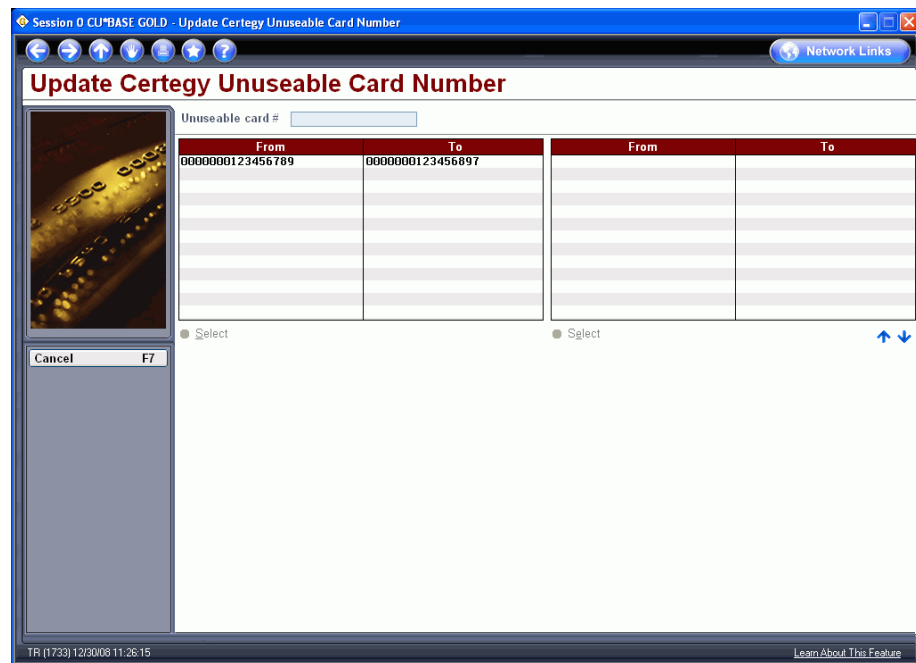 Session 0 CU*BASE GOLD - Update Certegy Unuseable Card Number
Network Links
Update Certegy Unuseable Card Number
Unuseable card #
From To From To
0000000123456789 0000000123456897
Select Select
Cancel F7
TR (1733) 12/30/08 11:26:15 Learn About This Feature